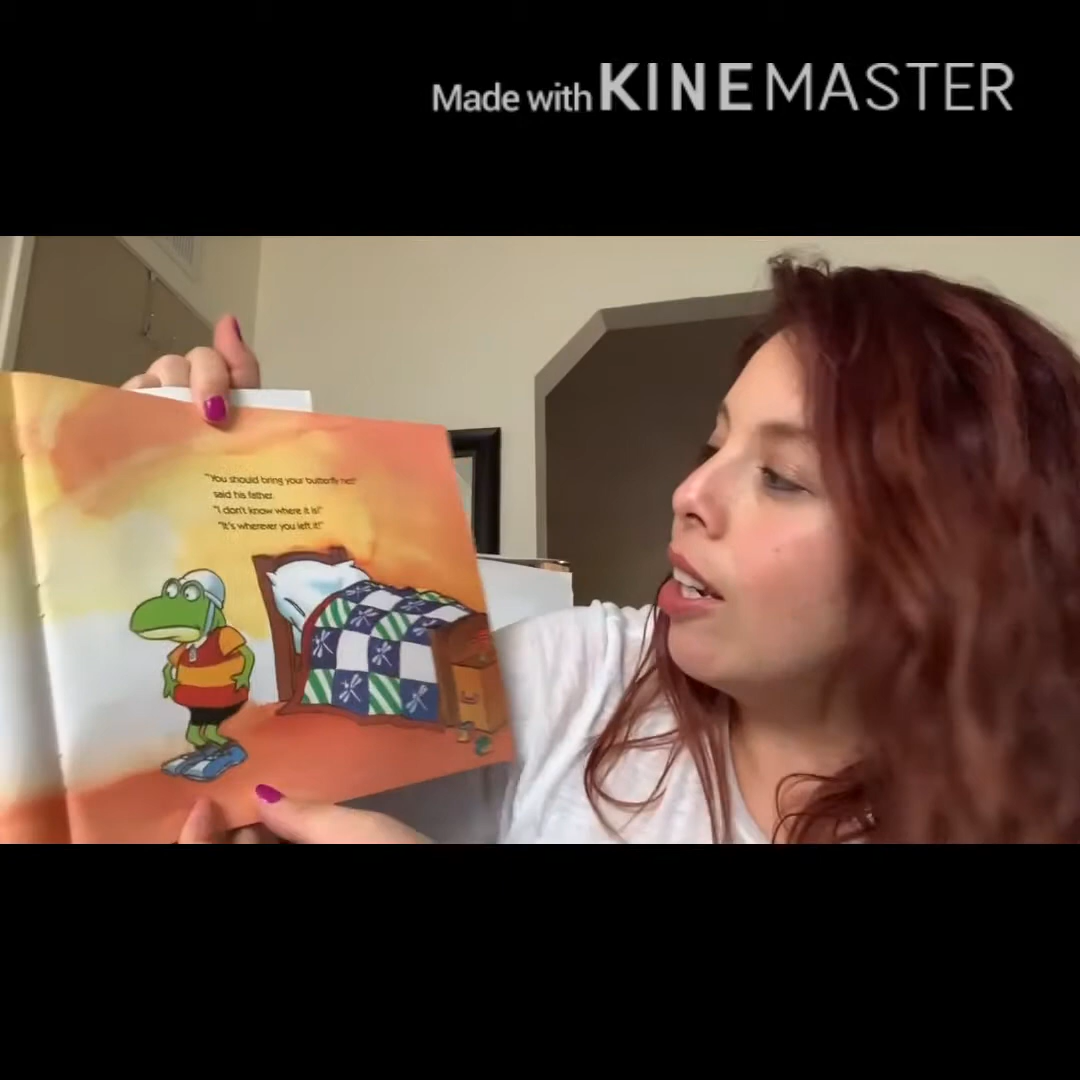 Made with KINEMASTER
"You should bring your butterfly net!"
said his father.
"I don't know where it is!"
"It's wherever you left it!"